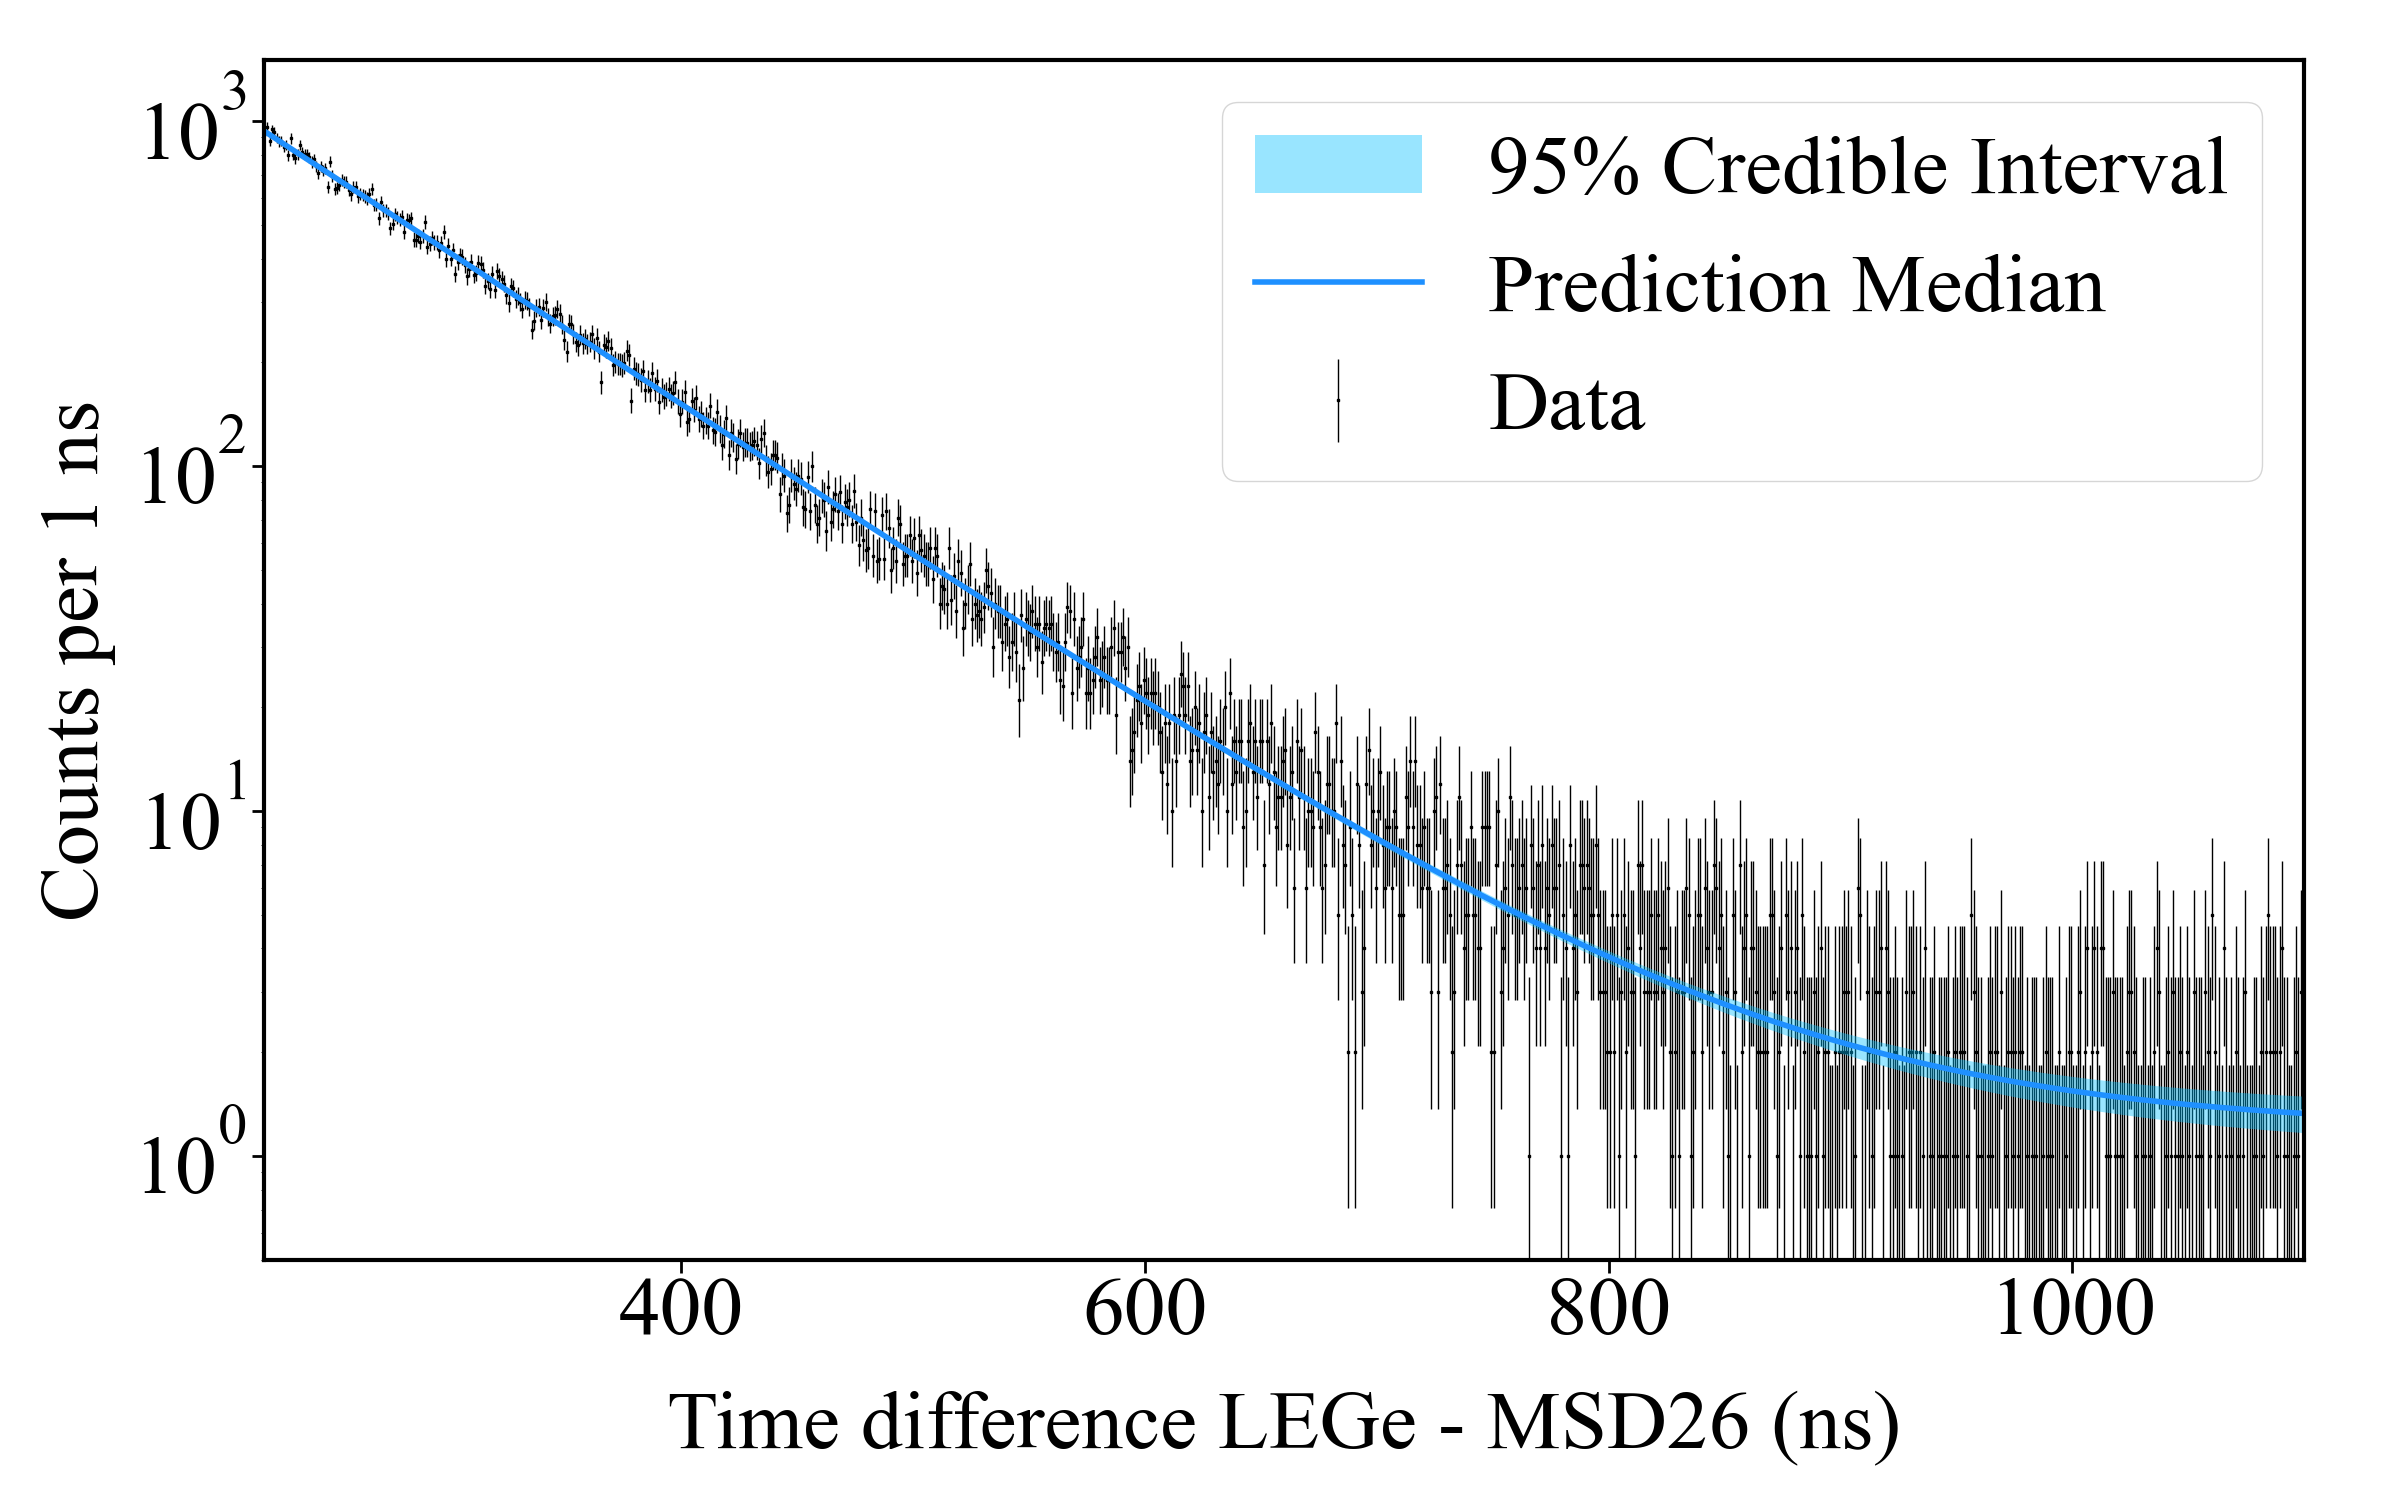 10^3
10^2
10^1
10^0
Counts per 1 ns
95% Credible Interval
Prediction Median
Data
400 600 800 1000
Time difference LEGe - MSD26 (ns)